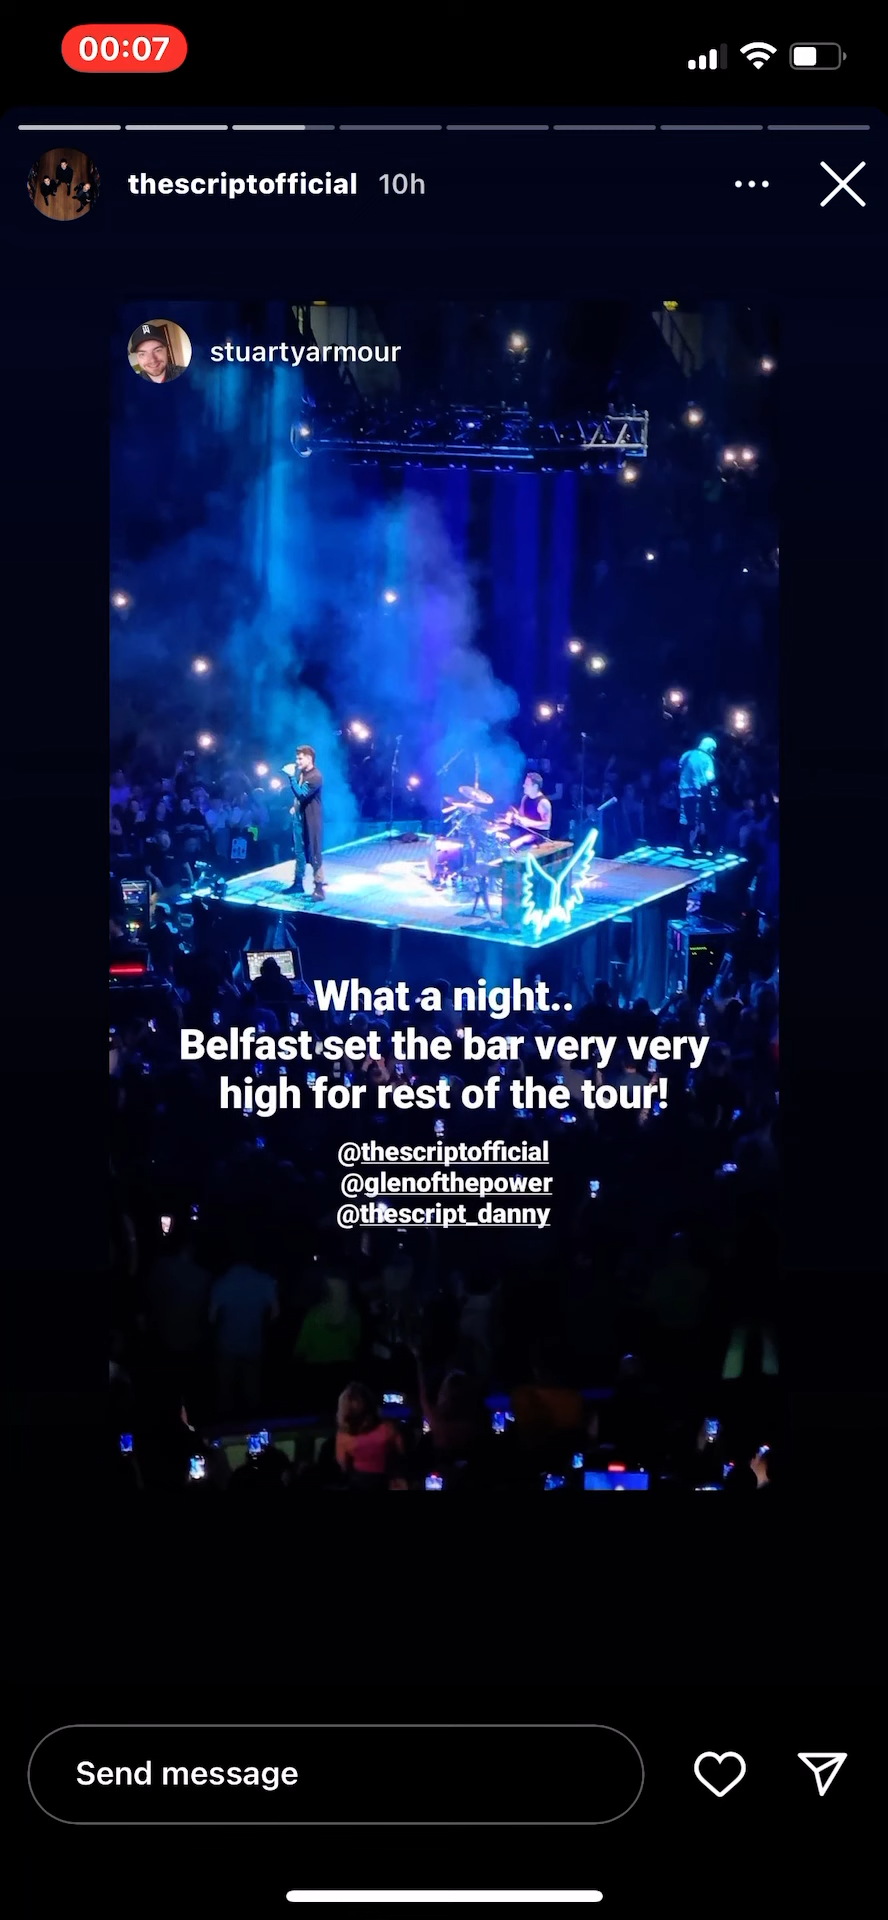 00:07
thescriptofficial 10h
stuartyarmour
What a night..
Belfast set the bar very very
high for rest of the tour!
@thescriptofficial
@glenofthepower
@thescript_danny
Send message